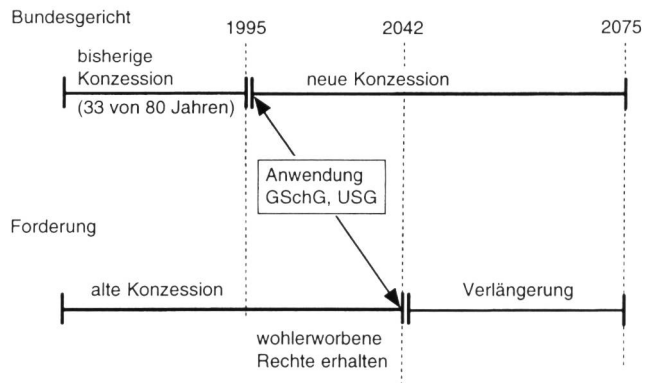 Bundesgericht
1995
2042
2075
bisherige
Konzession
(33 von 80 Jahren)
neue Konzession
Anwendung
GSchG, USG
Forderung
alte Konzession
Verlängerung
wohlerworbene
Rechte erhalten